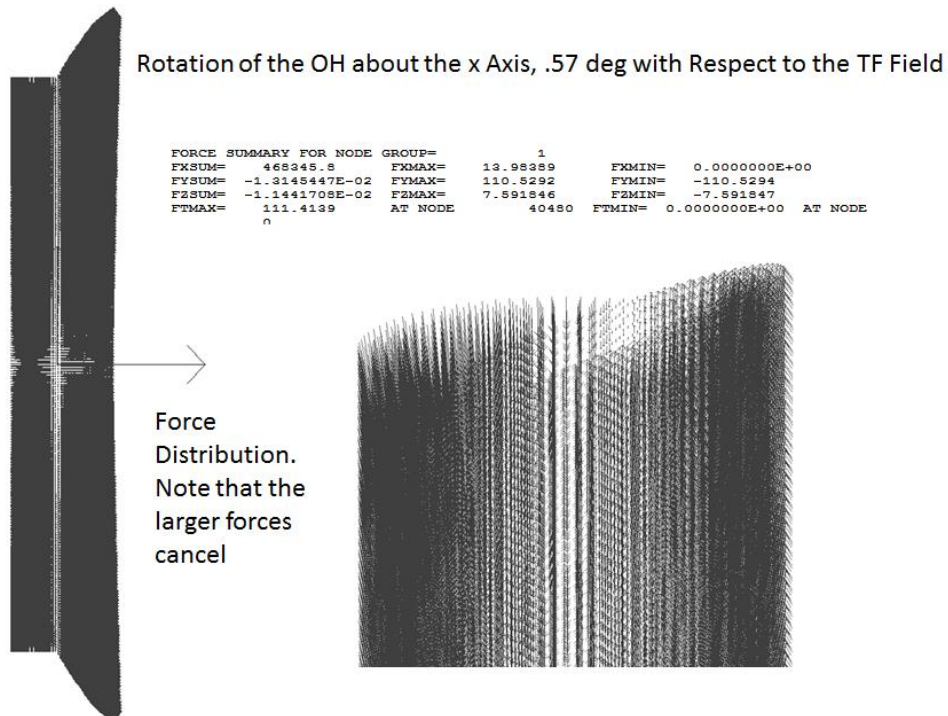 Rotation of the OH about the x Axis, .57 deg with Respect to the TF Field
FORCE SUMMARY FOR NODE GROUP= 1
FXSUM= 468345.8 FXMAX= 13.98389 FXMIN= 0.0000000E+00
FYSUM= -1.3145447E-02 FYMAX= 110.5292 FYMIN= -110.5294
FZSUM= -1.1441708E-02 FZMAX= 7.591846 FZMIN= -7.591847
FTMAX= 111.4139 AT NODE 40480 FTMIN= 0.0000000E+00 AT NODE
0
Force
Distribution.
Note that the
larger forces
cancel